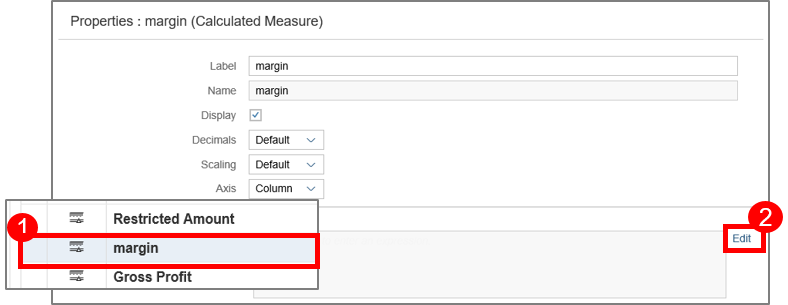 Properties : margin (Calculated Measure)
Label margin
Name margin
Display
Decimals Default
Scaling Default
Axis Column
Restricted Amount
1
margin
Gross Profit
2
Edit